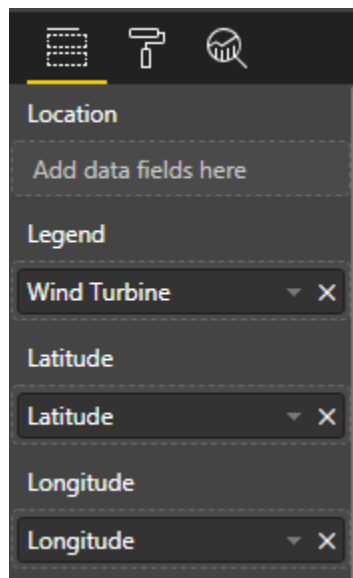 Location
Add data fields here
Legend
Wind Turbine
Latitude
Latitude
Longitude
Longitude